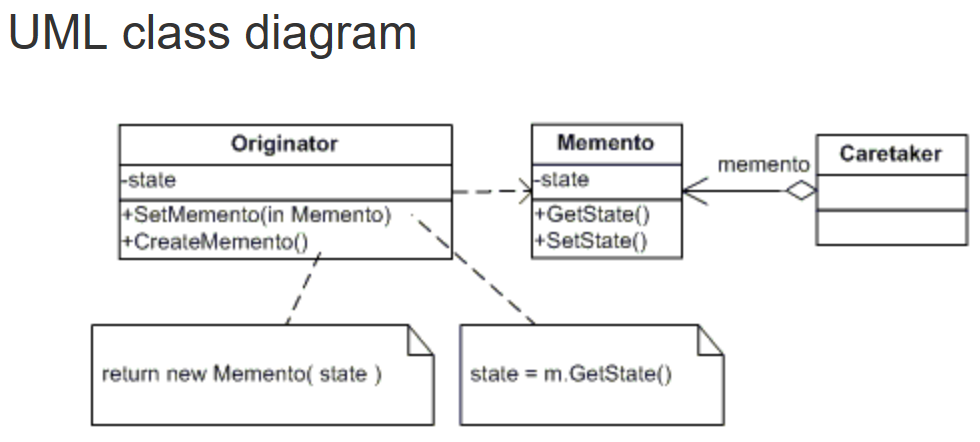 UML class diagram
Originator
-state
+SetMemento(in Memento)
+CreateMemento()
Memento
-state
+GetState()
+SetState()
memento
Caretaker
return new Memento( state )
state = m.GetState()